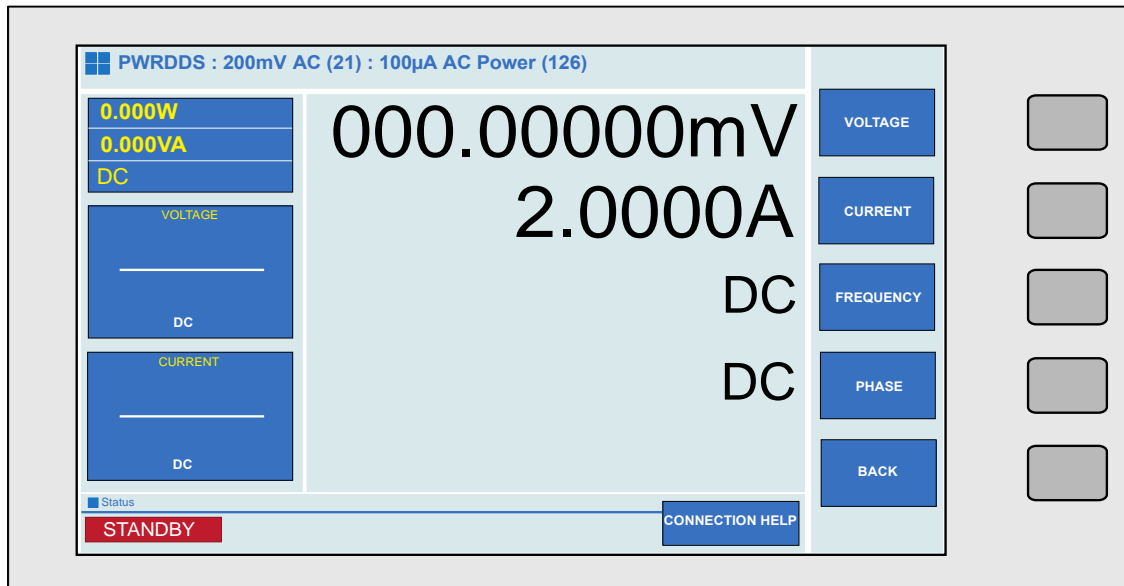 PWRDDS : 200mV AC (21) : 100µA AC Power (126)
0.000W
0.000VA
DC
VOLTAGE
DC
CURRENT
DC
000.00000mV
2.0000A
DC
DC
VOLTAGE
CURRENT
FREQUENCY
PHASE
BACK
Status
STANDBY
CONNECTION HELP